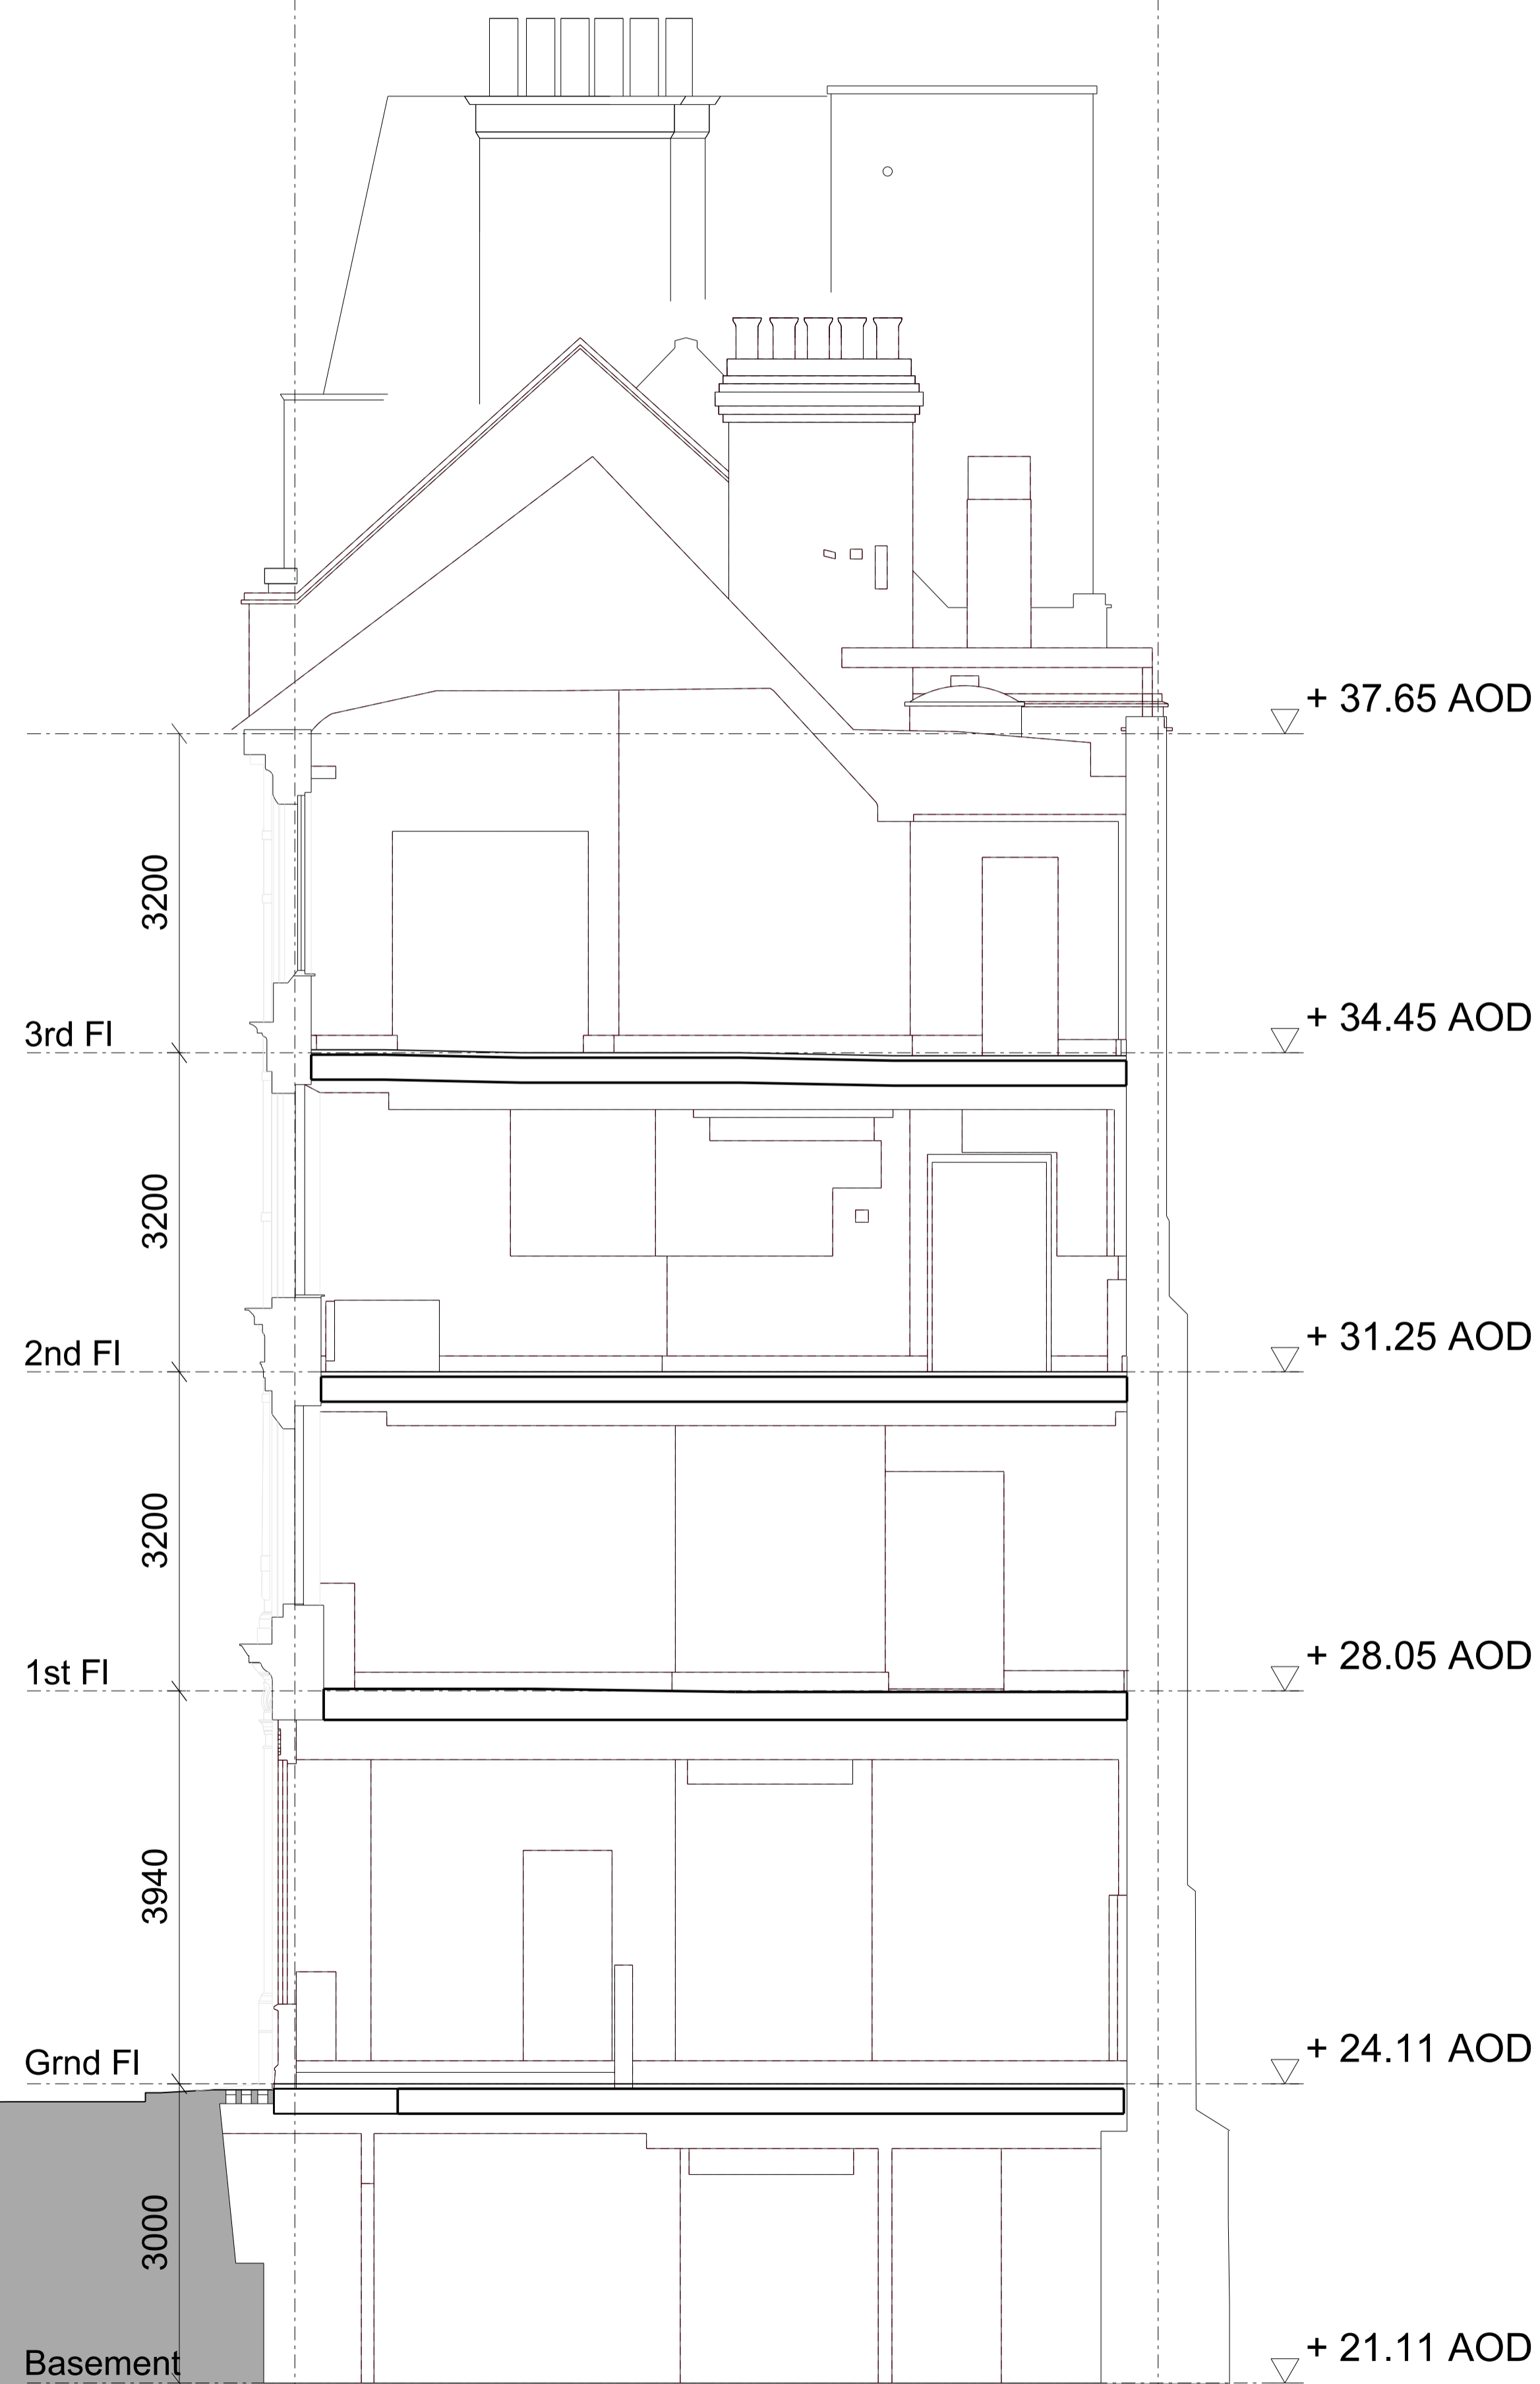 + 37.65 AOD
3200
3rd Fl
+ 34.45 AOD
3200
2nd Fl
+ 31.25 AOD
3200
1st Fl
+ 28.05 AOD
3940
Grnd Fl
+ 24.11 AOD
3000
Basement
+ 21.11 AOD